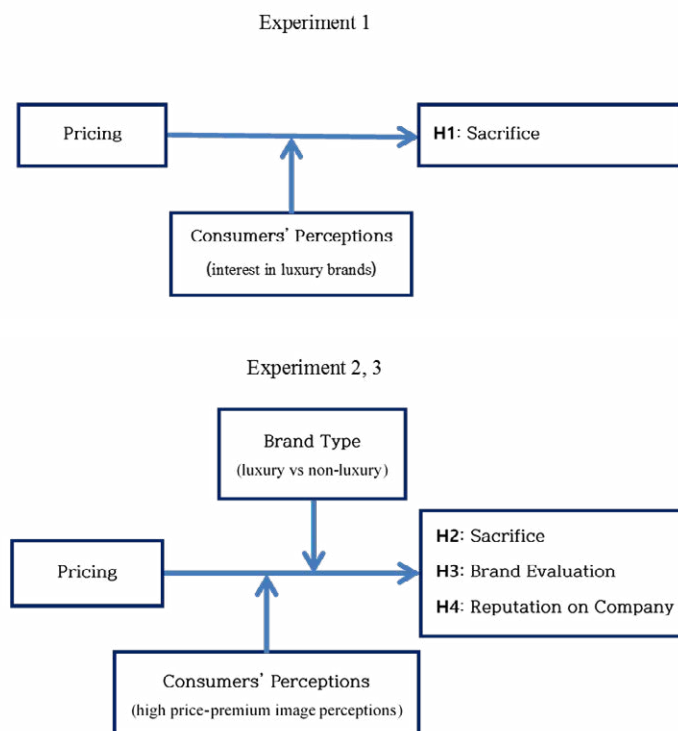 Experiment 1
Pricing
H1: Sacrifice
Consumers' Perceptions
(interest in luxury brands)
Experiment 2, 3
Brand Type
(luxury vs non-luxury)
Pricing
H2: Sacrifice
H3: Brand Evaluation
H4: Reputation on Company
Consumers' Perceptions
(high price-premium image perceptions)